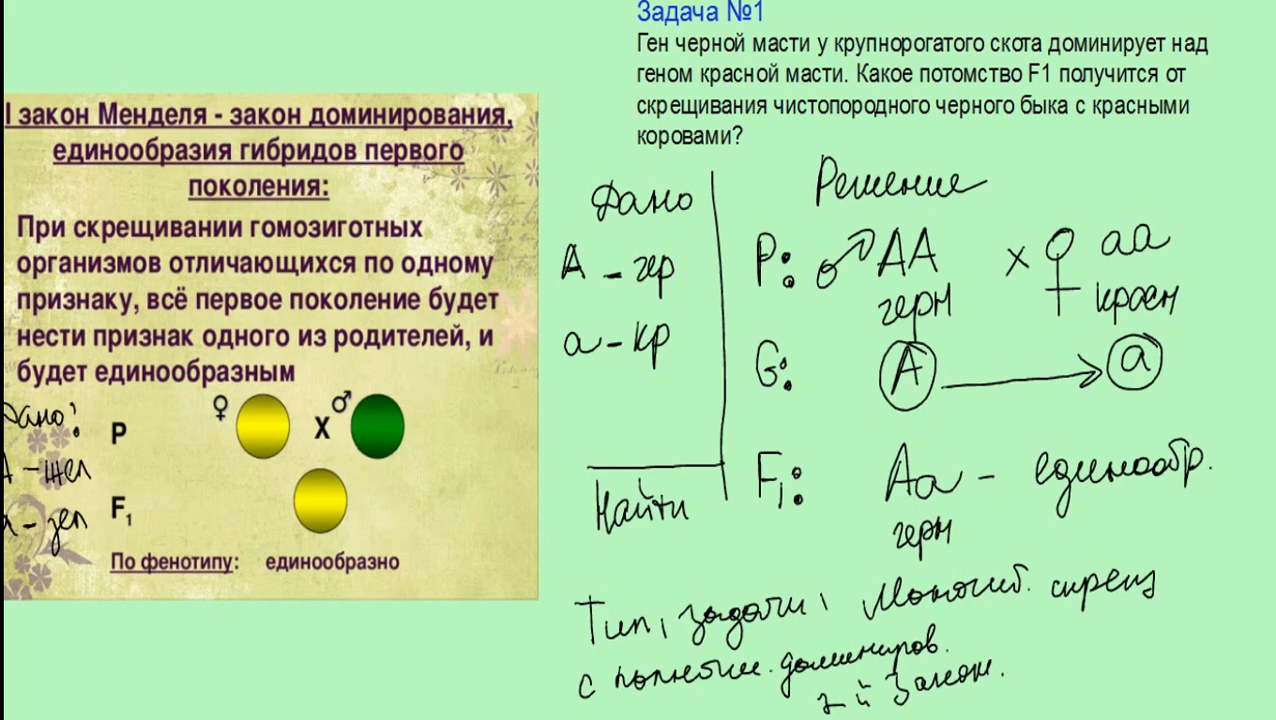 Задача №1
Ген черной масти у крупнорогатого скота доминирует над
геном красной масти. Какое потомство F1 получится от
скрещивания чистопородного черного быка с красными
коровами?
I закон Менделя - закон доминирования,
единообразия гибридов первого
поколения:
При скрещивании гомозиготных
организмов отличающихся по одному
признаку, всё первое поколение будет
нести признак одного из родителей, и
будет единообразным
Дано:
А - жел
а - зел
P ♀ X ♂
F₁
По фенотипу: единообразно
Дано
А - чер
а - кр
Найти
Решение
P: ♂ АА х ♀ аа
черн красн
G: А а
F₁: Аа - единообр.
черн
Тип задачи: Моногиб. скрещ
с полным доминиров.
закон.